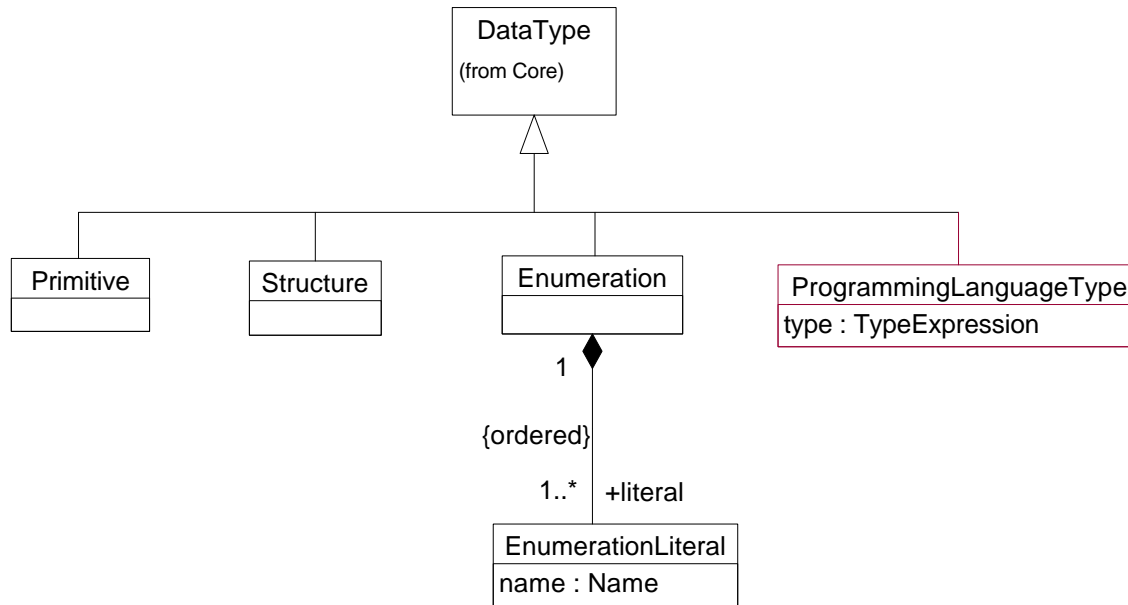 DataType
(from Core)
Primitive
Structure
Enumeration
ProgrammingLanguageType
type : TypeExpression
1
{ordered}
1..*
+literal
EnumerationLiteral
name : Name